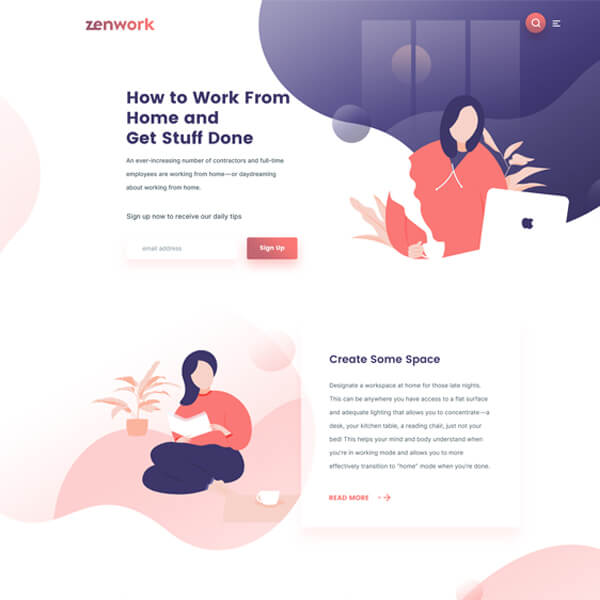 zenwork
How to Work From
Home and
Get Stuff Done
An ever-increasing number of contractors and full-time
employees are working from home—or daydreaming
about working from home.
Sign up now to receive our daily tips
email address
Sign Up
Create Some Space
Designate a workspace at home for those late nights.
This can be anywhere you have access to a flat surface
and adequate lighting that allows you to concentrate—a
desk, your kitchen table, a reading chair, just not your
bed! This helps your mind and body understand when
you're in working mode and allows you to more
effectively transition to "home" mode when you're done.
READ MORE